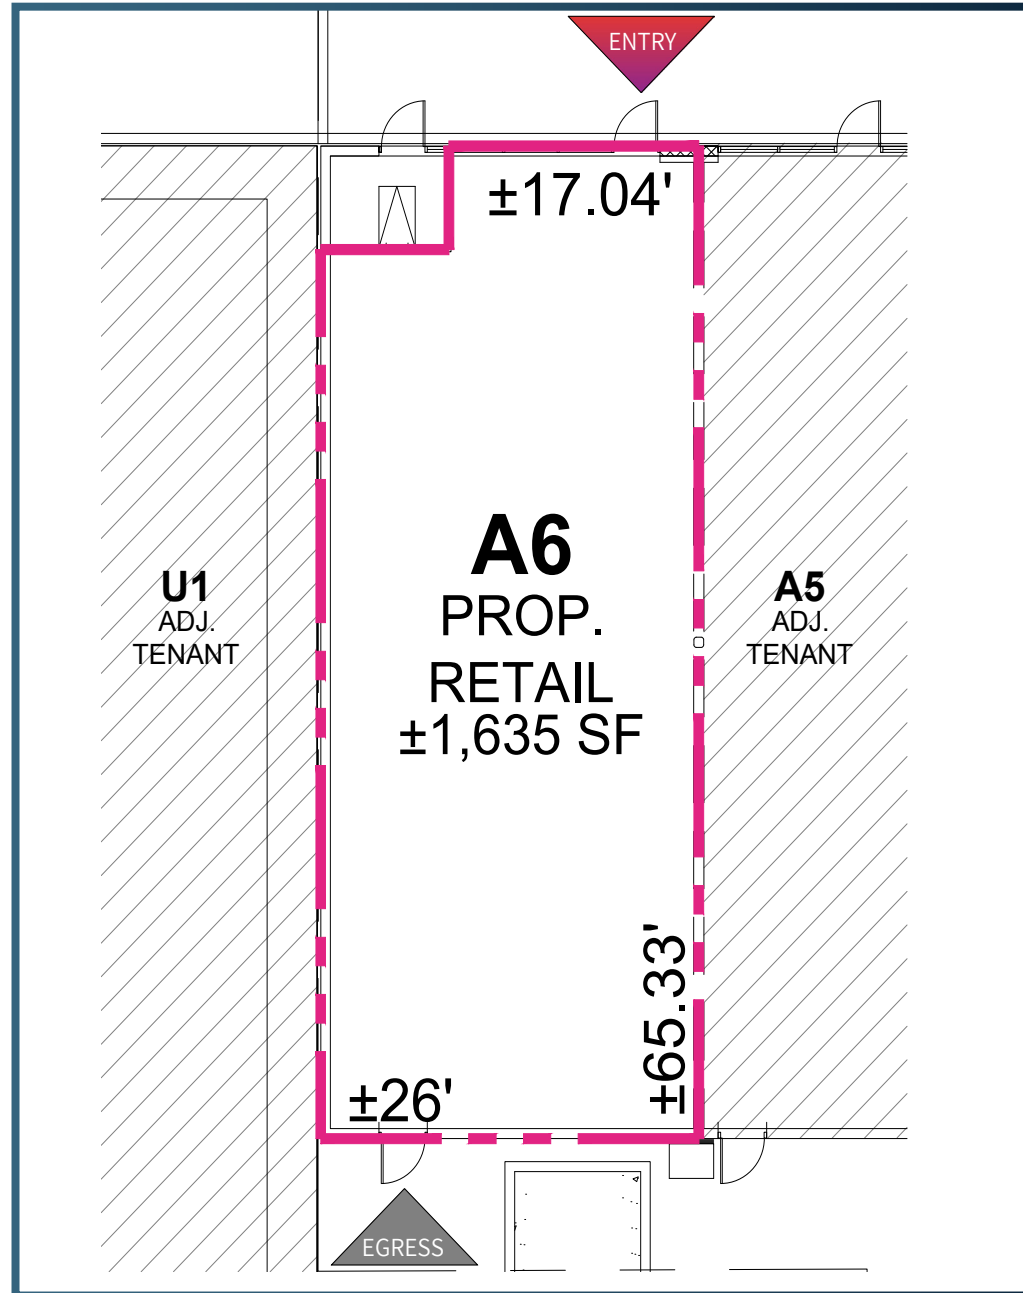 ENTRY
±17.04'
A6
PROP.
RETAIL
±1,635 SF
U1
ADJ.
TENANT
A5
ADJ.
TENANT
±65.33'
±26'
EGRESS